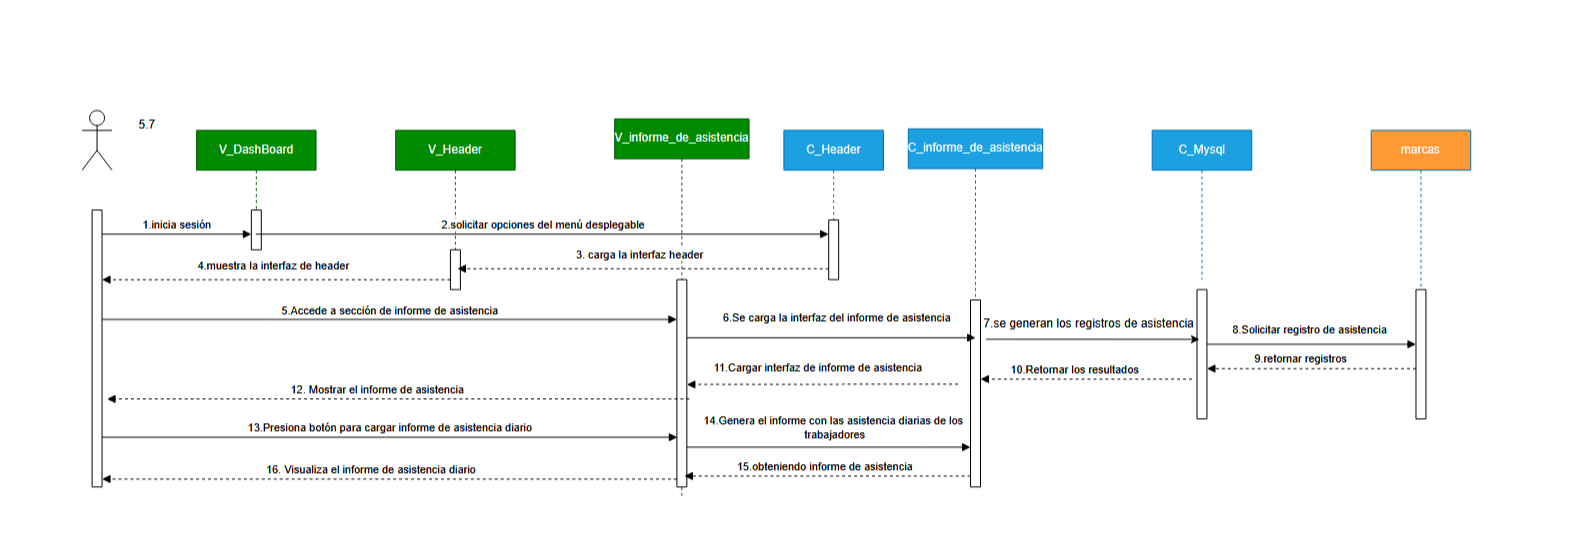 5.7
V_DashBoard
V_Header
V_informe_de_asistencia
C_Header
C_informe_de_asistencia
C_Mysql
marcas
1.inicia sesión
2.solicitar opciones del menú desplegable
3. carga la interfaz header
4.muestra la interfaz de header
5.Accede a sección de informe de asistencia
6.Se carga la interfaz del informe de asistencia
7.se generan los registros de asistencia
8.Solicitar registro de asistencia
9.retornar registros
10.Retornar los resultados
11.Cargar interfaz de informe de asistencia
12. Mostrar el informe de asistencia
13.Presiona botón para cargar informe de asistencia diario
14.Genera el informe con las asistencia diarias de los
trabajadores
15.obteniendo informe de asistencia
16. Visualiza el informe de asistencia diario